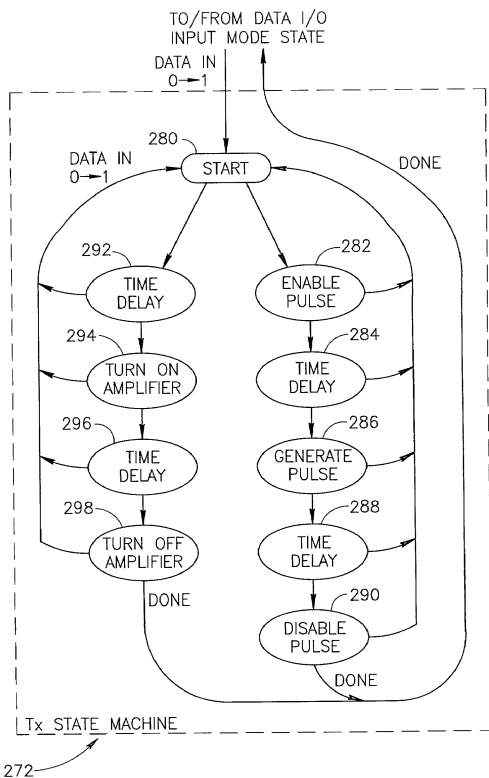 TO/FROM DATA I/O
INPUT MODE STATE
DATA IN
0→1
280
START
DATA IN
0→1
DONE
292
TIME
DELAY
282
ENABLE
PULSE
294
TURN ON
AMPLIFIER
284
TIME
DELAY
296
TIME
DELAY
286
GENERATE
PULSE
298
TURN OFF
AMPLIFIER
288
TIME
DELAY
DONE
290
DISABLE
PULSE
DONE
Tx STATE MACHINE
272